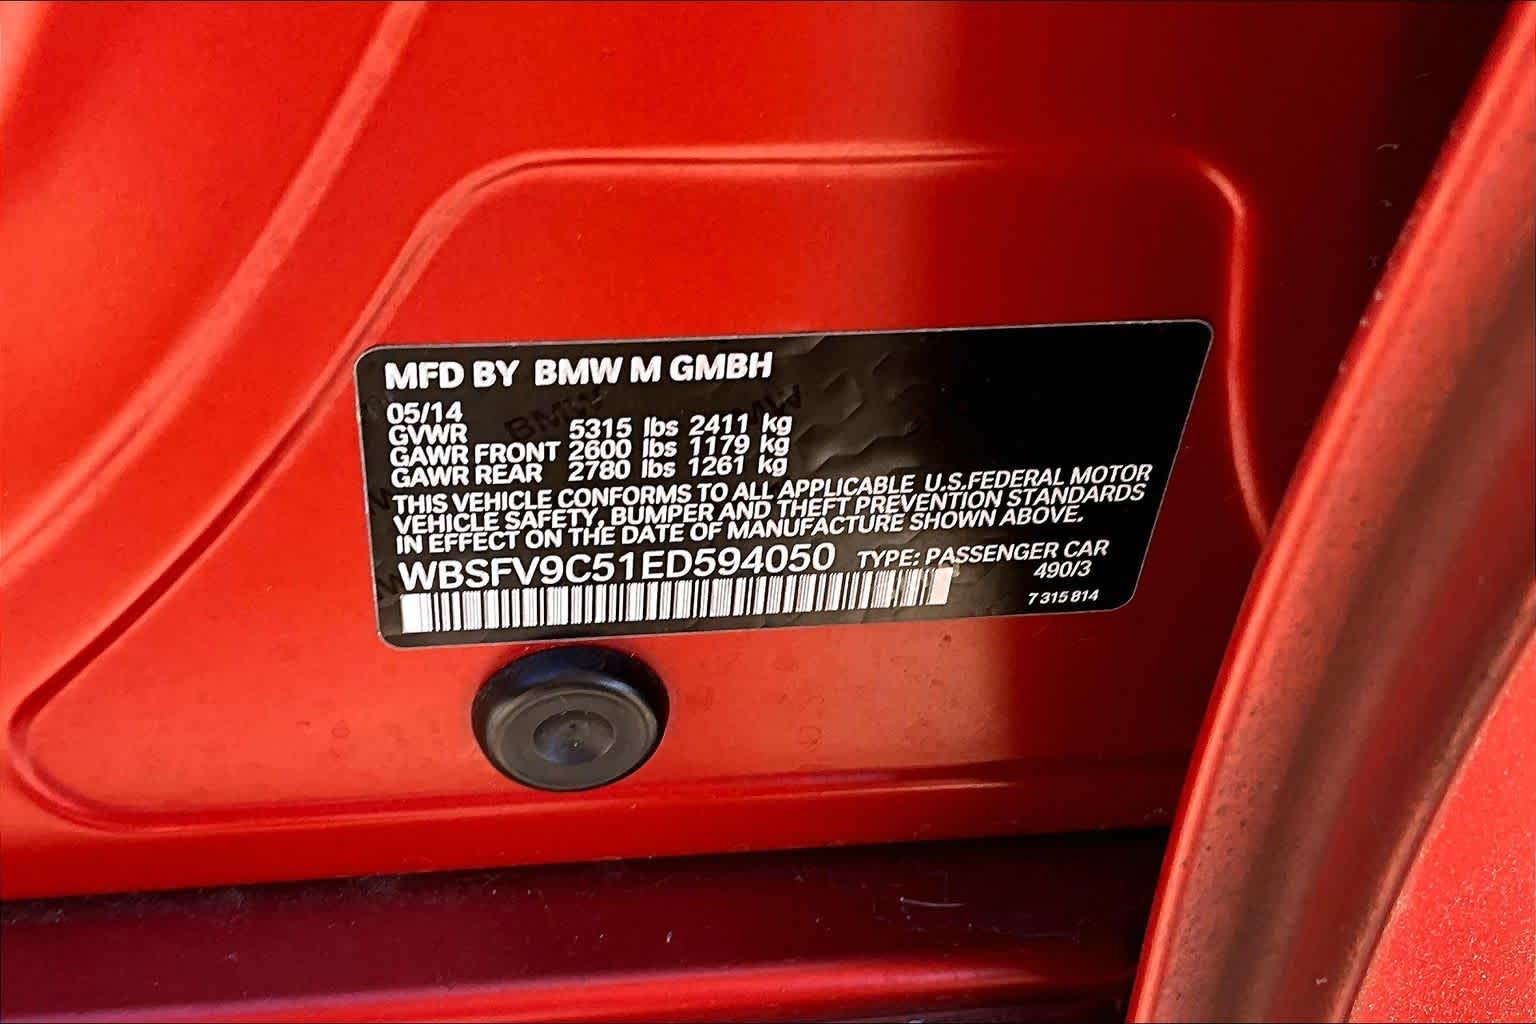 MFD BY BMW M GMBH
05/14
GVWR 5315 lbs 2411 kg
GAWR FRONT 2600 lbs 1179 kg
GAWR REAR 2780 lbs 1261 kg
THIS VEHICLE CONFORMS TO ALL APPLICABLE U.S.FEDERAL MOTOR
VEHICLE SAFETY, BUMPER AND THEFT PREVENTION STANDARDS
IN EFFECT ON THE DATE OF MANUFACTURE SHOWN ABOVE.
WBSFV9C51ED594050 TYPE: PASSENGER CAR
490/3
7 315 814